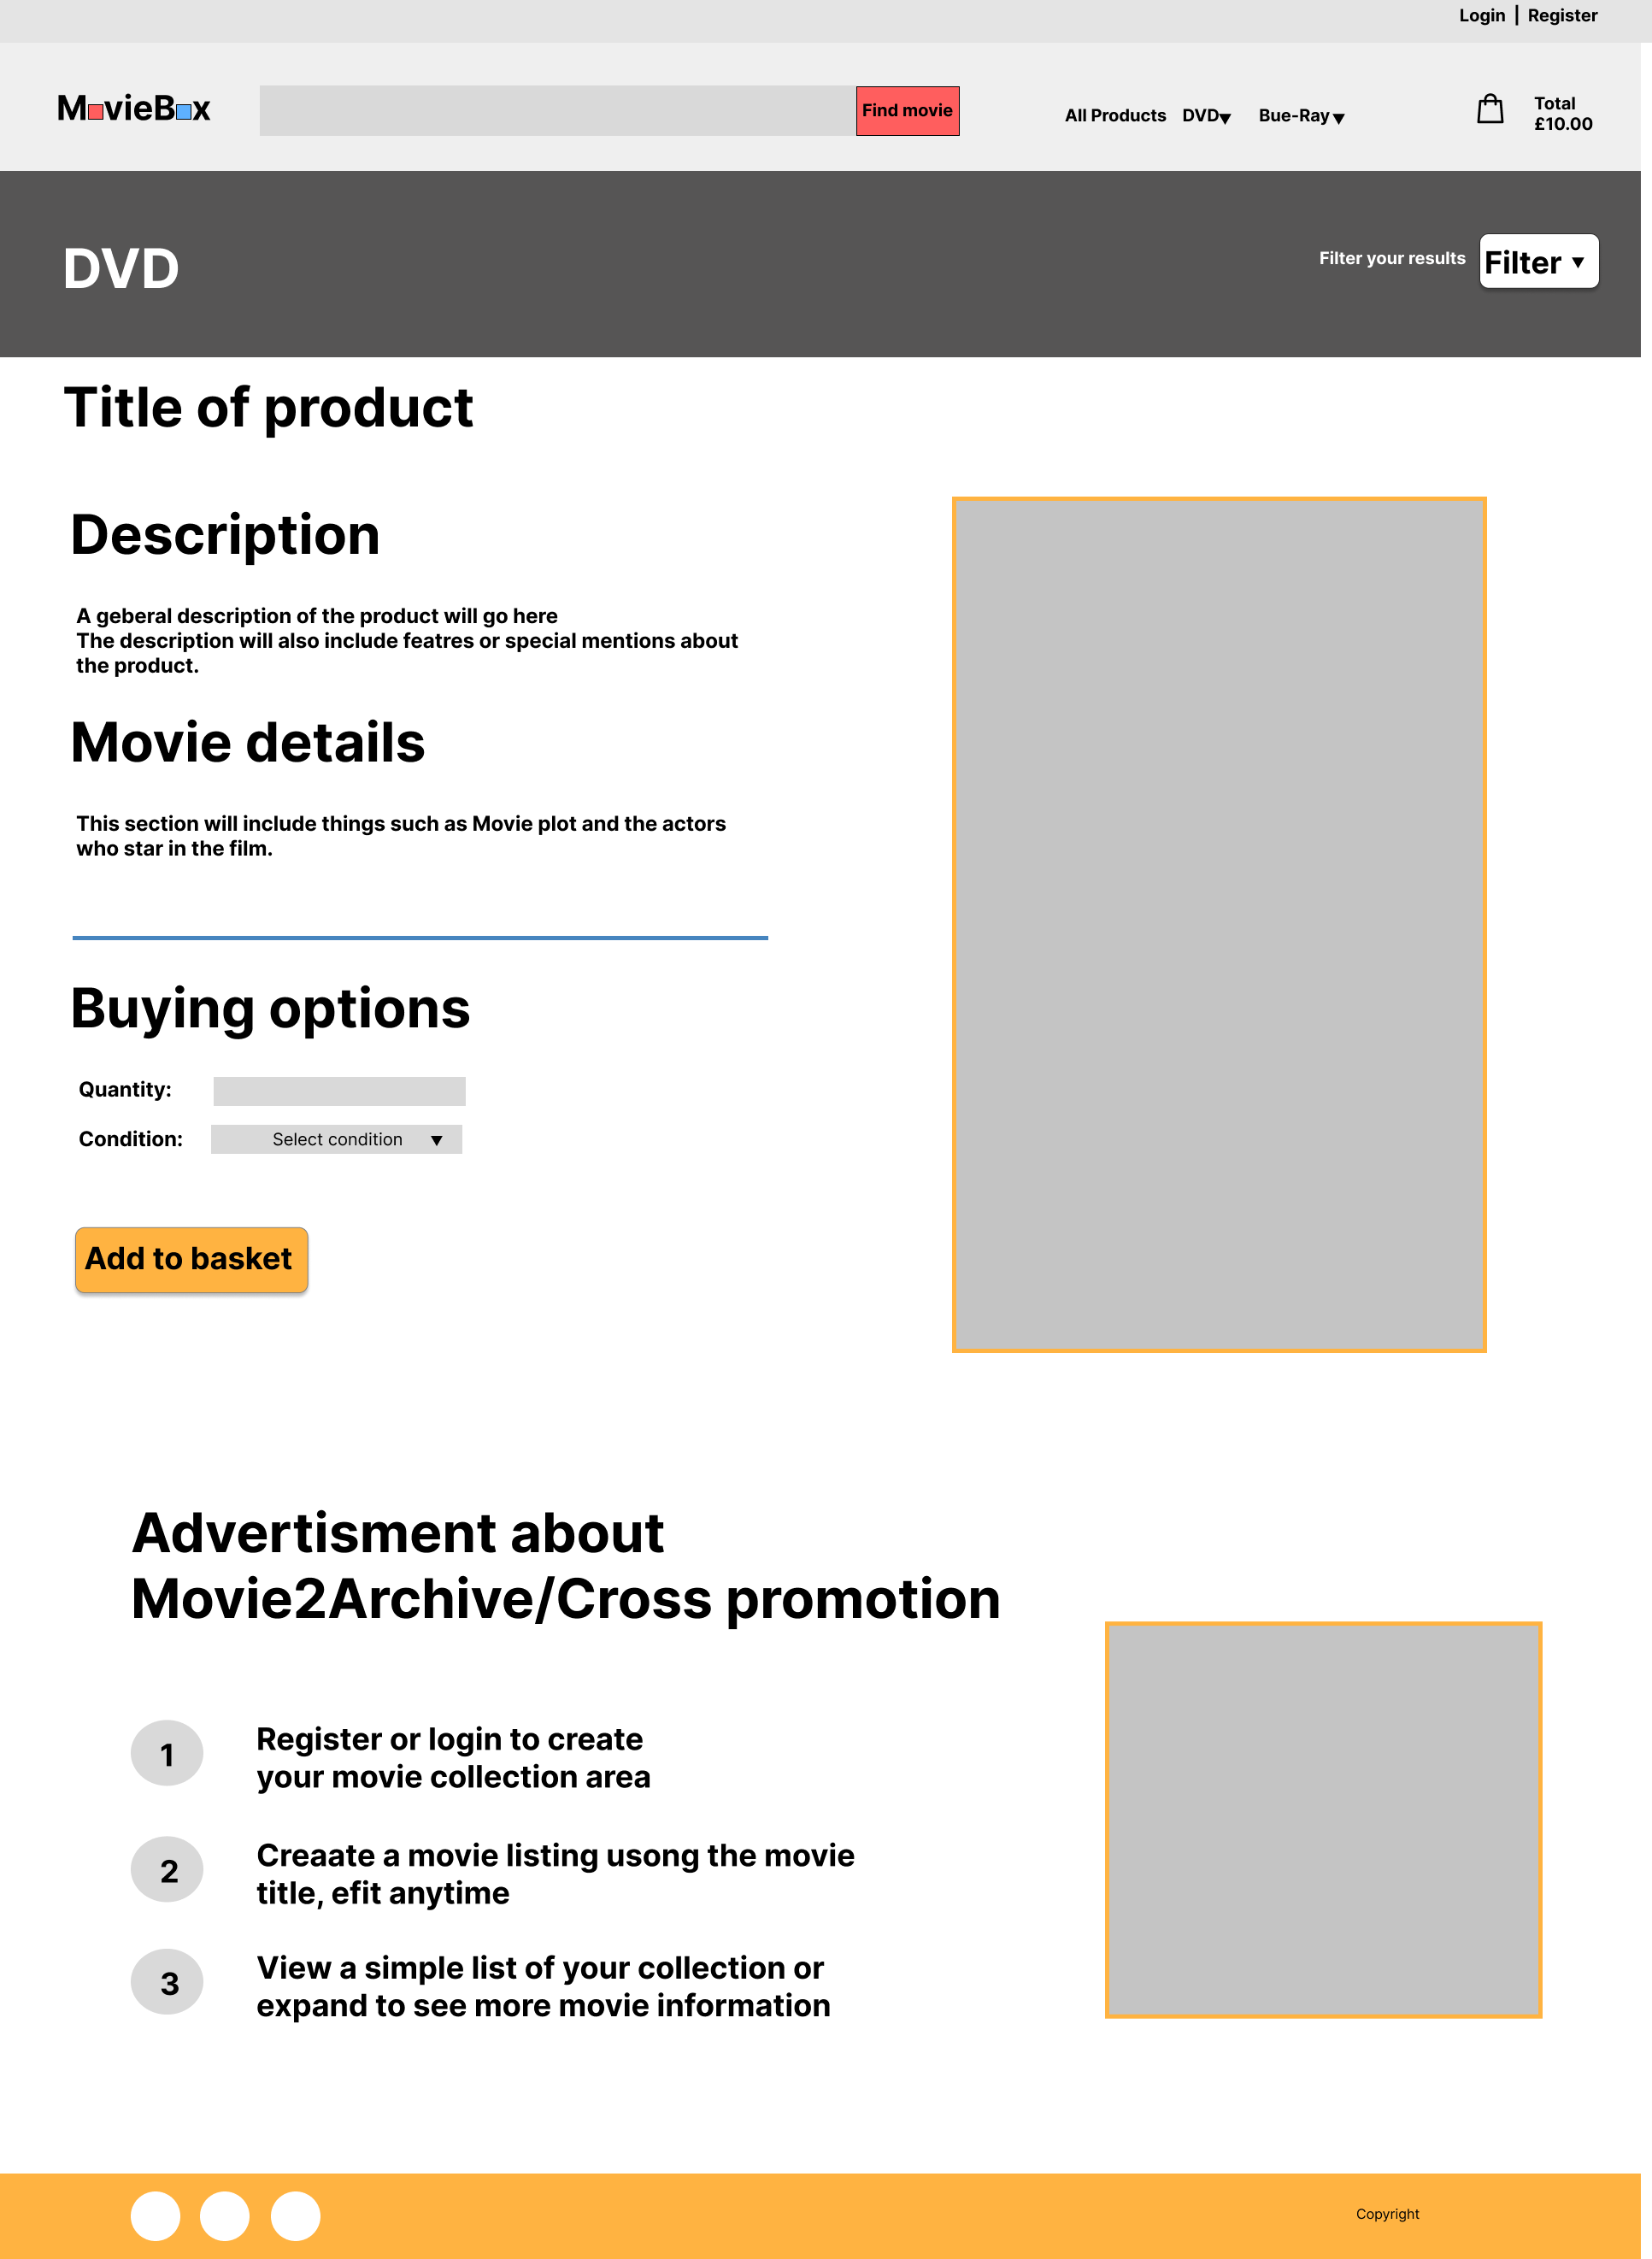 Login | Register
MovieBox
Find movie
All Products DVD▼ Bue-Ray▼
Total
£10.00
DVD
Filter your results
Filter ▼
Title of product
Description
A geberal description of the product will go here
The description will also include featres or special mentions about
the product.
Movie details
This section will include things such as Movie plot and the actors
who star in the film.
Buying options
Quantity:
Condition: Select condition ▼
Add to basket
Advertisment about
Movie2Archive/Cross promotion
1
Register or login to create
your movie collection area
2
Creaate a movie listing usong the movie
title, efit anytime
3
View a simple list of your collection or
expand to see more movie information
Copyright